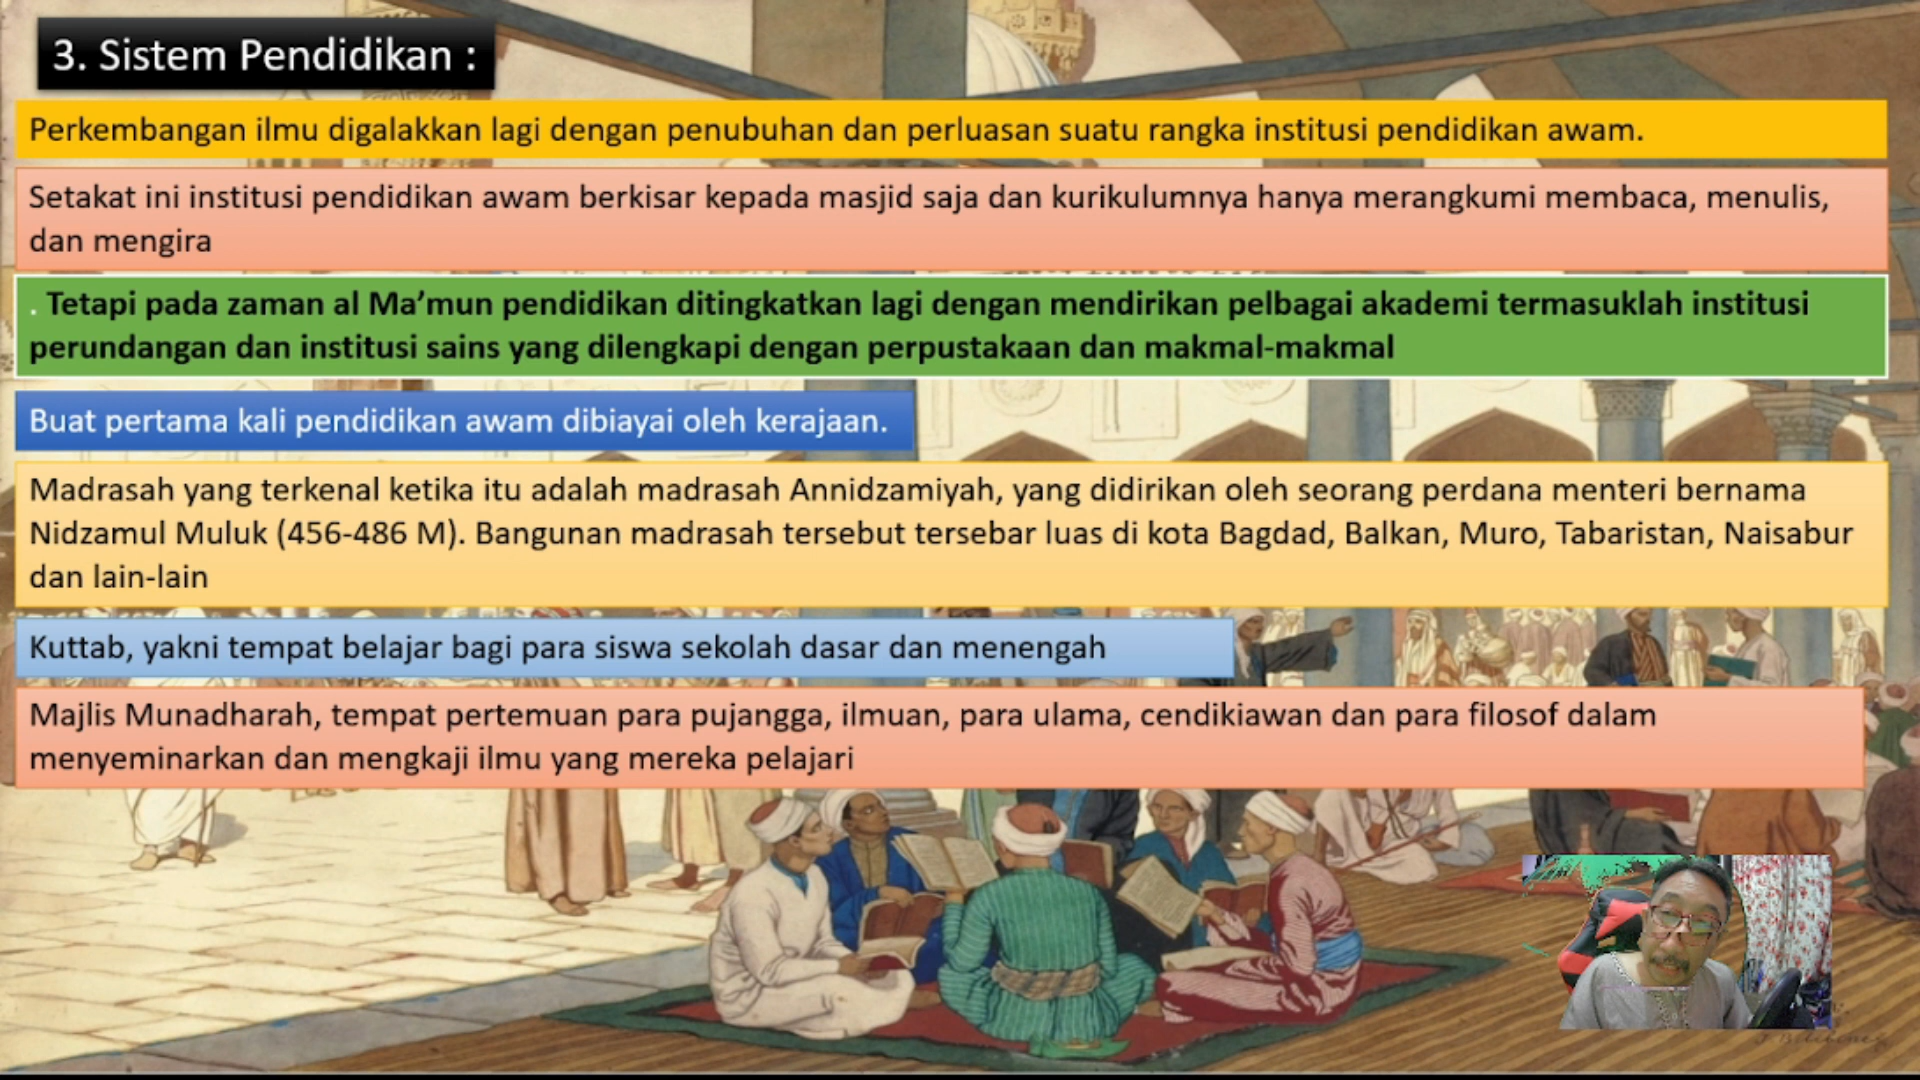 3. Sistem Pendidikan :
Perkembangan ilmu digalakkan lagi dengan penubuhan dan perluasan suatu rangka institusi pendidikan awam.
Setakat ini institusi pendidikan awam berkisar kepada masjid saja dan kurikulumnya hanya merangkumi membaca, menulis,
dan mengira
. Tetapi pada zaman al Ma’mun pendidikan ditingkatkan lagi dengan mendirikan pelbagai akademi termasuklah institusi
perundangan dan institusi sains yang dilengkapi dengan perpustakaan dan makmal-makmal
Buat pertama kali pendidikan awam dibiayai oleh kerajaan.
Madrasah yang terkenal ketika itu adalah madrasah Annidzamiyah, yang didirikan oleh seorang perdana menteri bernama
Nidzamul Muluk (456-486 M). Bangunan madrasah tersebut tersebar luas di kota Bagdad, Balkan, Muro, Tabaristan, Naisabur
dan lain-lain
Kuttab, yakni tempat belajar bagi para siswa sekolah dasar dan menengah
Majlis Munadharah, tempat pertemuan para pujangga, ilmuan, para ulama, cendikiawan dan para filosof dalam
menyeminarkan dan mengkaji ilmu yang mereka pelajari